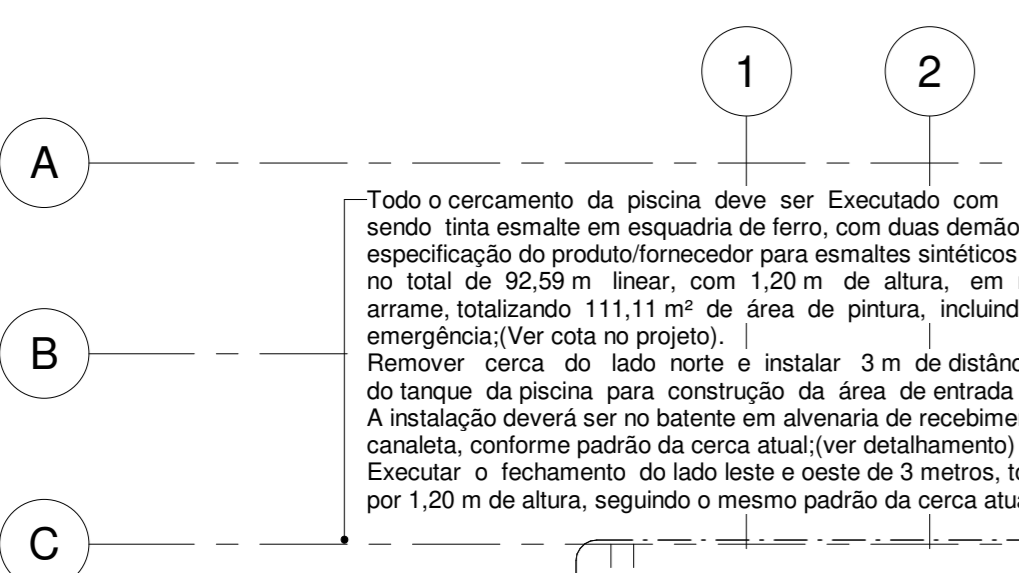 1 2
A
Todo o cercamento da piscina deve ser Executado com
sendo tinta esmalte em esquadria de ferro, com duas demão
especificação do produto/fornecedor para esmaltes sintéticos
no total de 92,59 m linear, com 1,20 m de altura, em
arrame, totalizando 111,11 m² de área de pintura, incluind
emergência;(Ver cota no projeto).
B
Remover cerca do lado norte e instalar 3 m de distânc
do tanque da piscina para construção da área de entrada
A instalação deverá ser no batente em alvenaria de recebimen
canaleta, conforme padrão da cerca atual;(ver detalhamento)
Executar o fechamento do lado leste e oeste de 3 metros, to
por 1,20 m de altura, seguindo o mesmo padrão da cerca atua
C